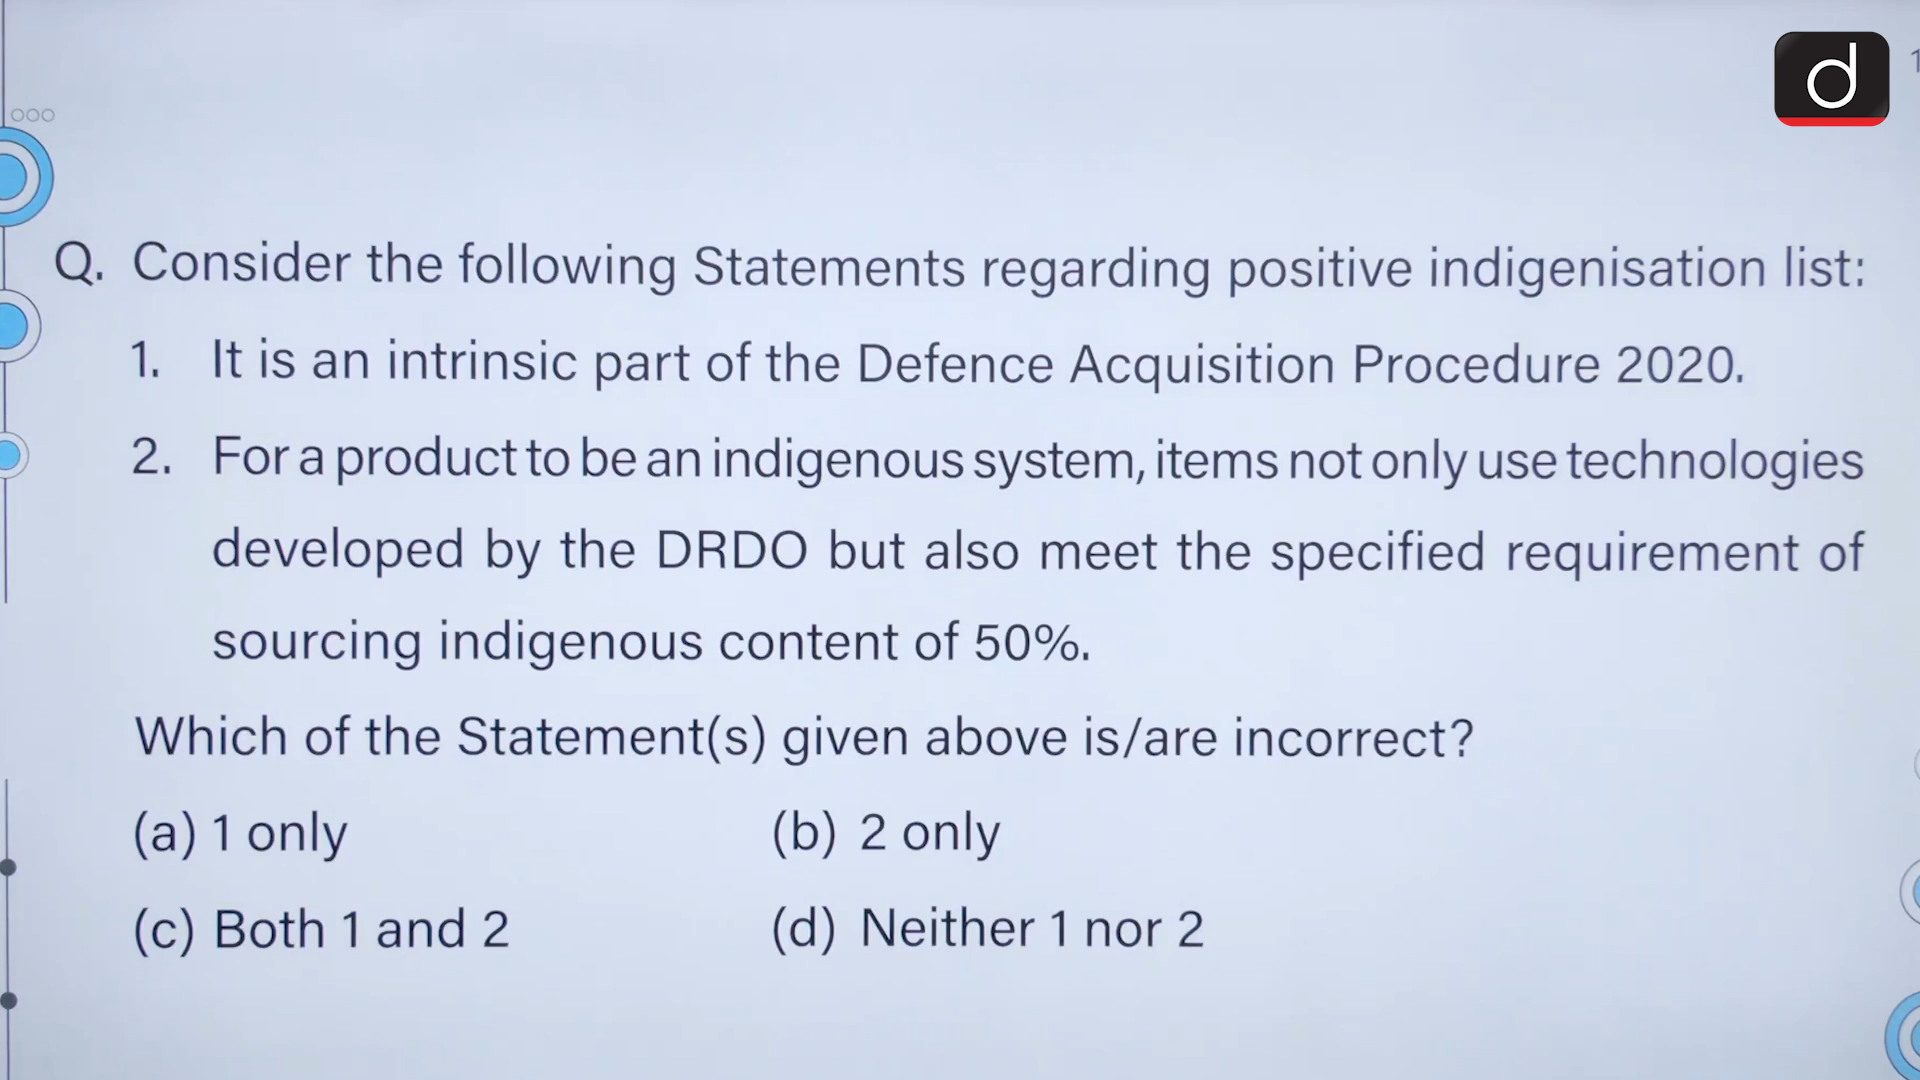 d
1
Q. Consider the following Statements regarding positive indigenisation list:
1. It is an intrinsic part of the Defence Acquisition Procedure 2020.
2. For a product to be an indigenous system, items not only use technologies
developed by the DRDO but also meet the specified requirement of
sourcing indigenous content of 50%.
Which of the Statement(s) given above is/are incorrect?
(a) 1 only (b) 2 only
(c) Both 1 and 2 (d) Neither 1 nor 2